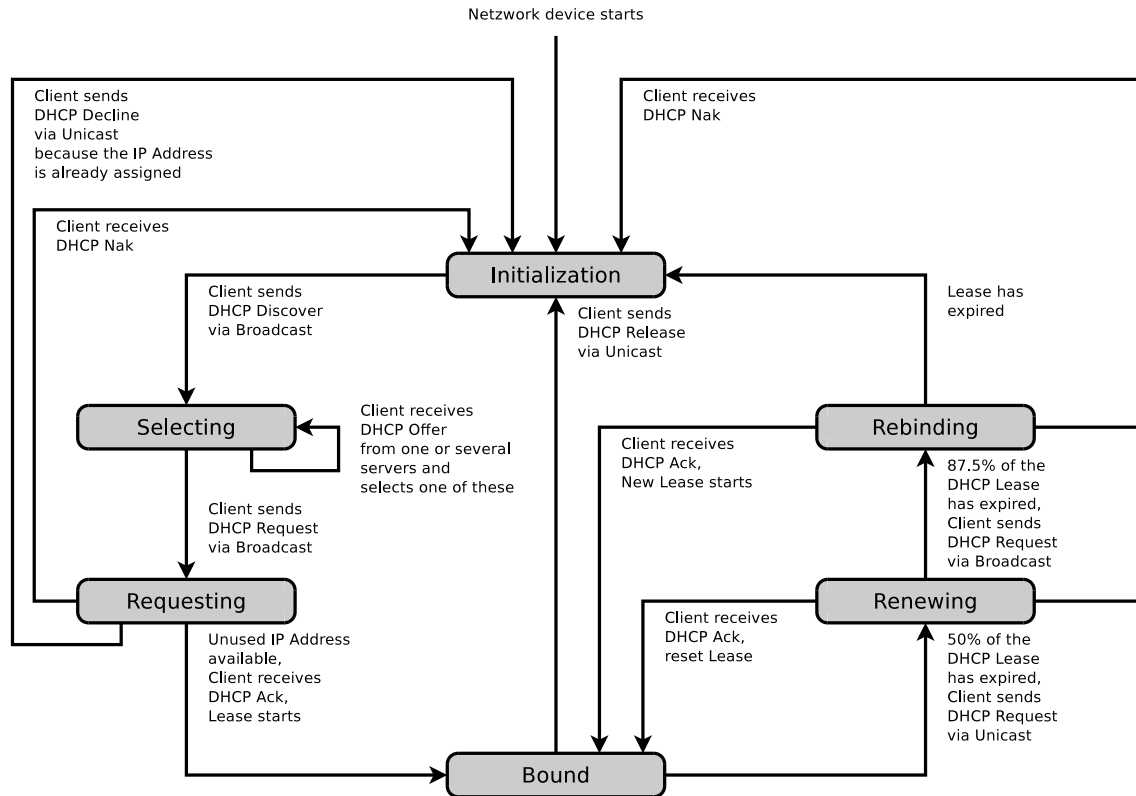 Netzwork device starts
Client sends
DHCP Decline
via Unicast
because the IP Address
is already assigned
Client receives
DHCP Nak
Client receives
DHCP Nak
Initialization
Client sends
DHCP Discover
via Broadcast
Client sends
DHCP Release
via Unicast
Lease has
expired
Selecting
Client receives
DHCP Offer
from one or several
servers and
selects one of these
Rebinding
Client receives
DHCP Ack,
New Lease starts
87.5% of the
DHCP Lease
has expired,
Client sends
DHCP Request
via Broadcast
Client sends
DHCP Request
via Broadcast
Requesting
Renewing
Unused IP Address
available,
Client receives
DHCP Ack,
Lease starts
Client receives
DHCP Ack,
reset Lease
50% of the
DHCP Lease
has expired,
Client sends
DHCP Request
via Unicast
Bound